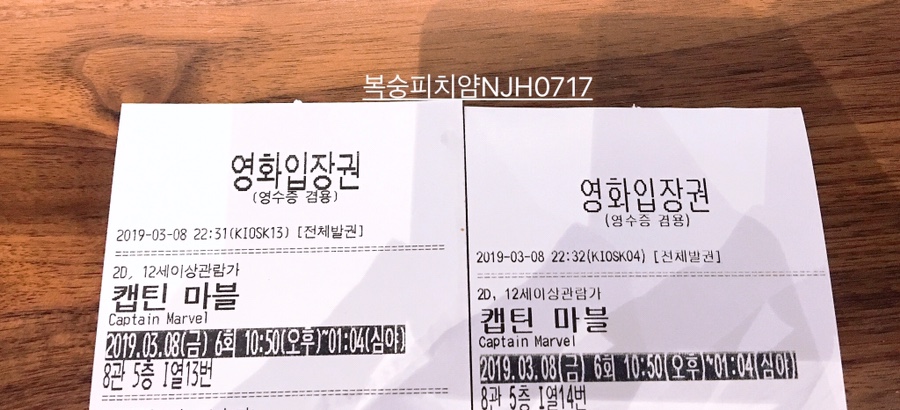 복숭피치얌NJH0717
영화입장권
(영수증 겸용)
2019-03-08 22:31(KIOSK13) [전체발권]
2D, 12세이상관람가
캡틴 마블
Captain Marvel
2019.03.08(금) 6회 10:50(오후)~01:04(심야)
8관 5층 I열13번
영화입장권
(영수증 겸용)
2019-03-08 22:32(KIOSK04) [전체발권]
2D, 12세이상관람가
캡틴 마블
Captain Marvel
2019.03.08(금) 6회 10:50(오후)~01:04(심야)
8관 5층 I열14번